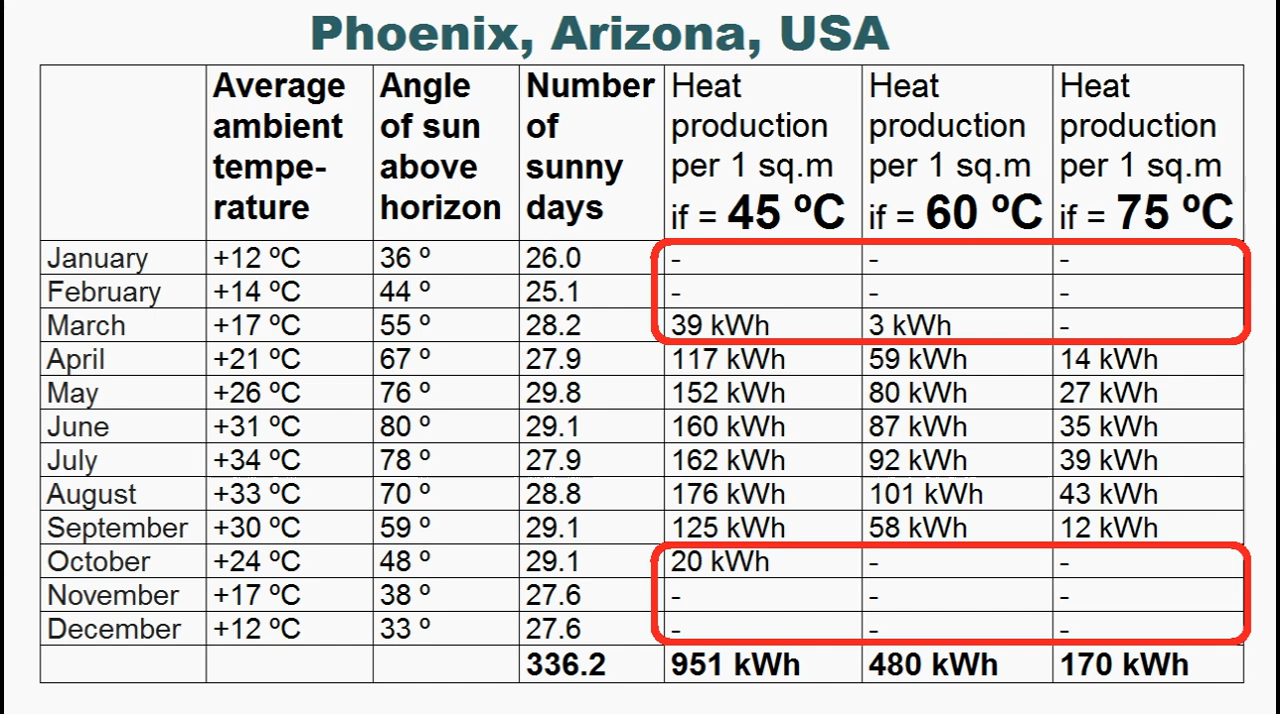 Phoenix, Arizona, USA
Average ambient tempe- rature | Angle of sun above horizon | Number of sunny days | Heat production per 1 sq.m if = 45 ºC | Heat production per 1 sq.m if = 60 ºC | Heat production per 1 sq.m if = 75 ºC
January +12 ºC 36 º 26.0 - - -
February +14 ºC 44 º 25.1 - - -
March +17 ºC 55 º 28.2 39 kWh 3 kWh -
April +21 ºC 67 º 27.9 117 kWh 59 kWh 14 kWh
May +26 ºC 76 º 29.8 152 kWh 80 kWh 27 kWh
June +31 ºC 80 º 29.1 160 kWh 87 kWh 35 kWh
July +34 ºC 78 º 27.9 162 kWh 92 kWh 39 kWh
August +33 ºC 70 º 28.8 176 kWh 101 kWh 43 kWh
September +30 ºC 59 º 29.1 125 kWh 58 kWh 12 kWh
October +24 ºC 48 º 29.1 20 kWh - -
November +17 ºC 38 º 27.6 - - -
December +12 ºC 33 º 27.6 - - -
336.2 951 kWh 480 kWh 170 kWh